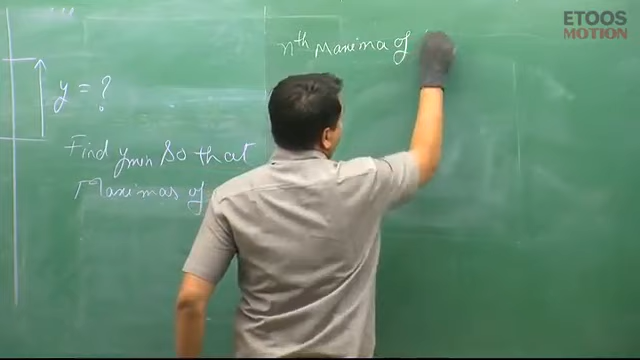 ETOOS
MOTION
nth Maxima of
y = ?
Find ymin So that
Maximas of